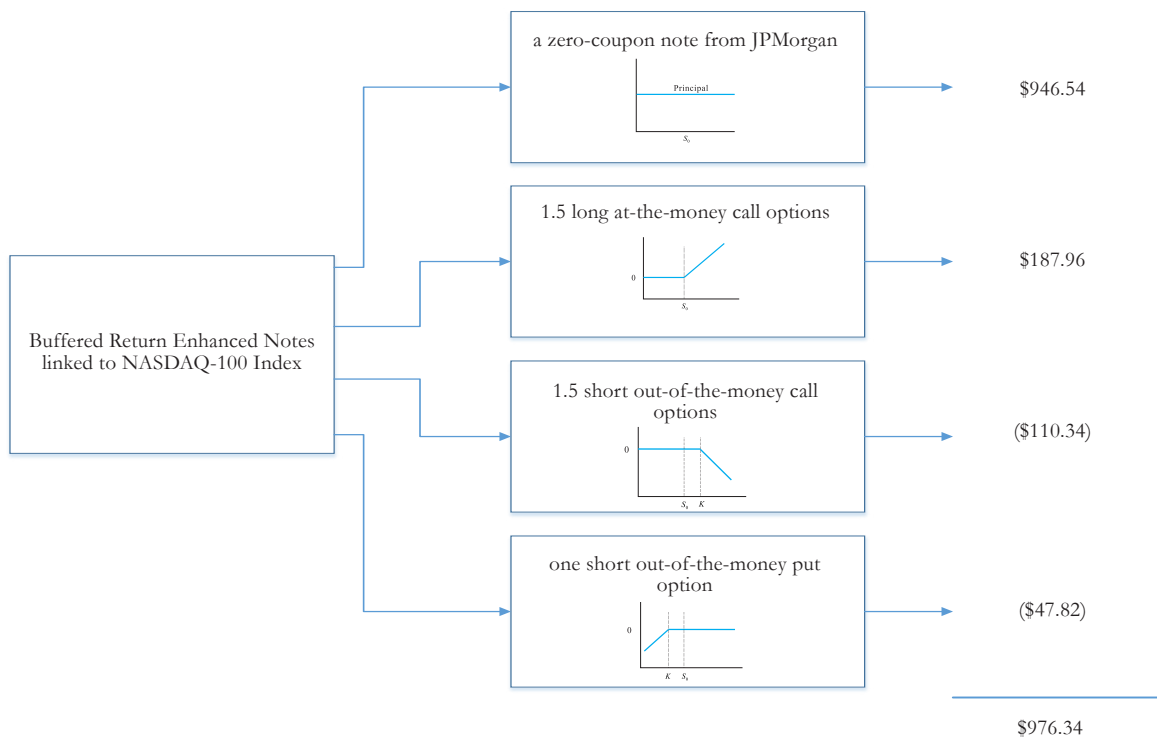 Buffered Return Enhanced Notes
linked to NASDAQ-100 Index
a zero-coupon note from JPMorgan
Principal
S₀
$946.54
1.5 long at-the-money call options
0
S₀
$187.96
1.5 short out-of-the-money call
options
0
S₀ K
($110.34)
one short out-of-the-money put
option
0
K S₀
($47.82)
$976.34